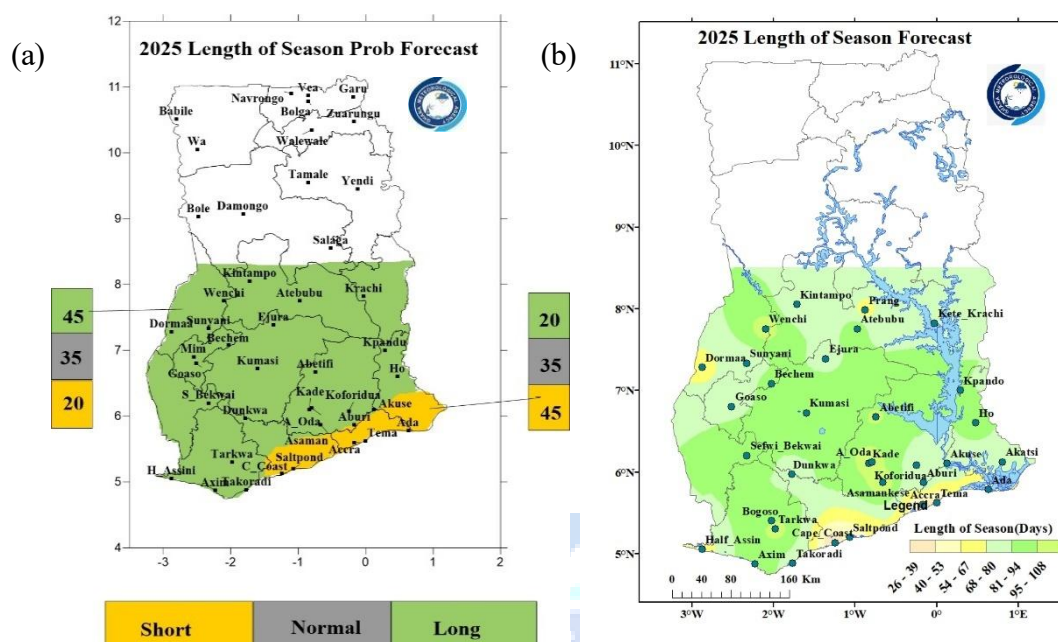 (a)
2025 Length of Season Prob Forecast
12
11
10
9
8
7
6
5
4
-3
-2
-1
0
1
2
Navrongo
Vea
Garu
Bolga
Zuarungu
Babile
Walewale
Wa
Tamale
Yendi
Bole
Damongo
Salaga
Kintampo
Wenchi
Atebubu
Krachi
Ejura
Dormaa
Sunyani
Bechem
Kpandu
Mim
Goaso
Kumasi
Abetifi
Ho
S_Bekwai
Kade
Koforidua
Akuse
Dunkwa
A_Oda
Aburi
Ada
Asaman
Tema
Accra
Tarkwa
Saltpond
C_Coast
H_Assini
Axim
Takoradi
45
35
20
20
35
45
Short
Normal
Long
(b)
2025 Length of Season Forecast
11°N
10°N
9°N
8°N
7°N
6°N
5°N
3°W
2°W
1°W
0°
1°E
Kintampo
Prang
Wenchi
Atebubu
Kete_Krachi
Dormaa
Sunyani
Ejura
Bechem
Goaso
Kpando
Kumasi
Abetifi
Ho
Sefwi_Bekwai
A_Oda
Kade
Akuse
Akatsi
Dunkwa
Koforidua
Aburi
Ada
Asamankese
Accra
Tema
Legend
Bogoso
Tarkwa
Cape_Coast
Saltpond
Half_Assin
Axim
Takoradi
Length of Season(Days)
26 - 39
40 - 53
54 - 67
68 - 80
81 - 94
95 - 108
0 40 80 160 Km